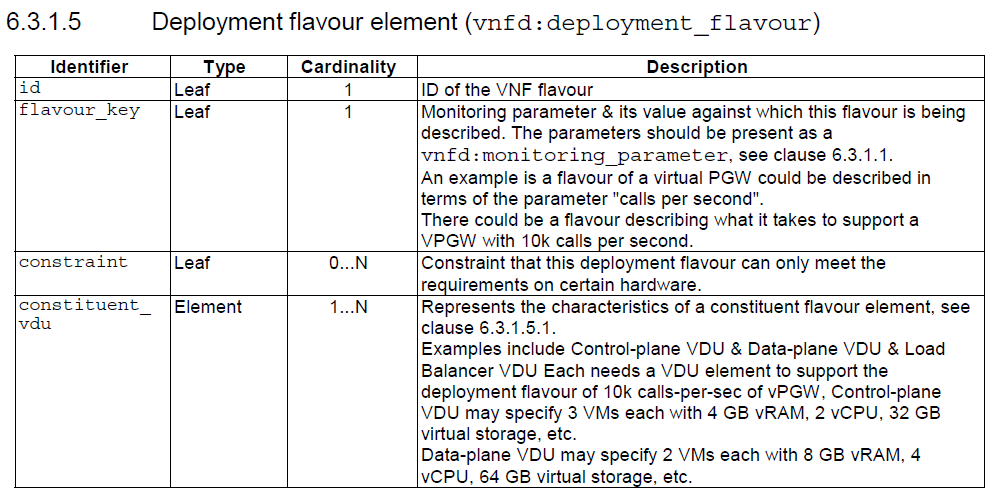 6.3.1.5 Deployment flavour element (vnfd:deployment_flavour)
Identifier Type Cardinality Description
id Leaf 1 ID of the VNF flavour
flavour_key Leaf 1 Monitoring parameter & its value against which this flavour is being
described. The parameters should be present as a
vnfd:monitoring_parameter, see clause 6.3.1.1.
An example is a flavour of a virtual PGW could be described in
terms of the parameter "calls per second".
There could be a flavour describing what it takes to support a
VPGW with 10k calls per second.
constraint Leaf 0...N Constraint that this deployment flavour can only meet the
requirements on certain hardware.
constituent_ Element 1...N Represents the characteristics of a constituent flavour element, see
vdu clause 6.3.1.5.1.
Examples include Control-plane VDU & Data-plane VDU & Load
Balancer VDU Each needs a VDU element to support the
deployment flavour of 10k calls-per-sec of vPGW, Control-plane
VDU may specify 3 VMs each with 4 GB vRAM, 2 vCPU, 32 GB
virtual storage, etc.
Data-plane VDU may specify 2 VMs each with 8 GB vRAM, 4
vCPU, 64 GB virtual storage, etc.